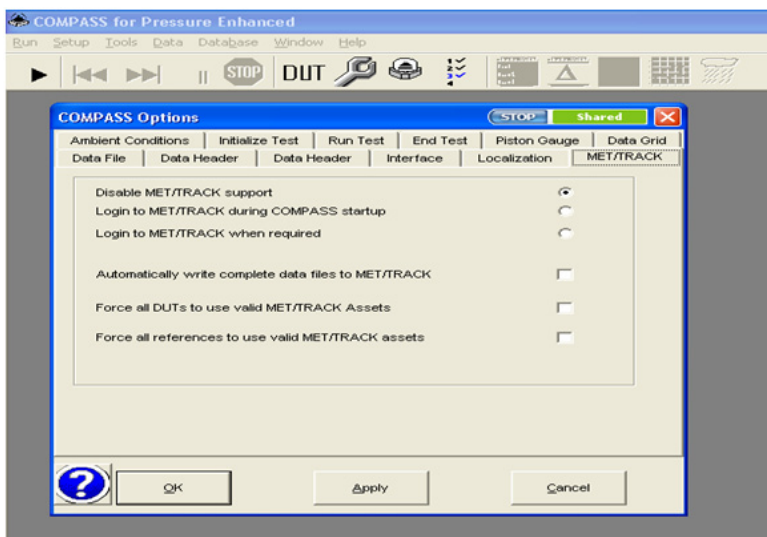 COMPASS for Pressure Enhanced
Run Setup Tools Data Database Window Help
STOP DUT
COMPASS Options STOP Shared
Ambient Conditions Initialize Test Run Test End Test Piston Gauge Data Grid
Data File Data Header Data Header Interface Localization MET/TRACK
Disable MET/TRACK support
Login to MET/TRACK during COMPASS startup
Login to MET/TRACK when required
Automatically write complete data files to MET/TRACK
Force all DUTs to use valid MET/TRACK Assets
Force all references to use valid MET/TRACK assets
? OK Apply Cancel